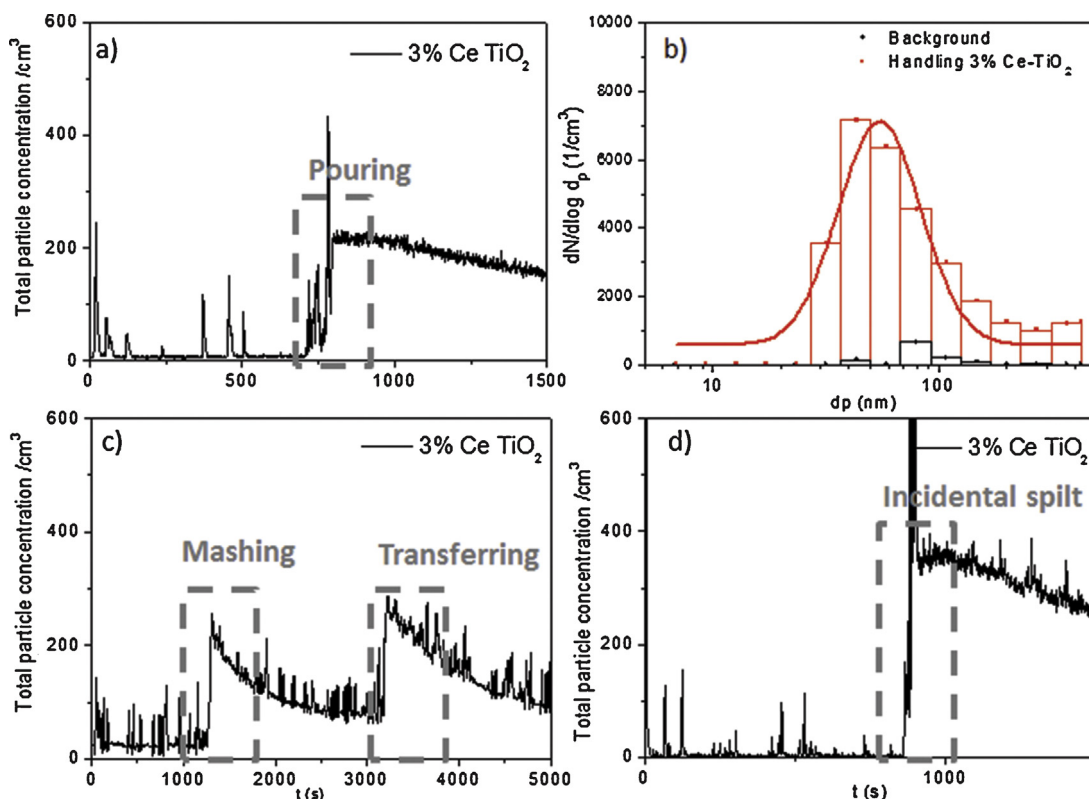 a)
3% Ce TiO₂
Pouring
Total particle concentration /cm³
600
400
200
0
0 500 1000 1500
b)
Background
Handling 3% Ce-TiO₂
dN/dlog dₚ (1/cm³)
10000
8000
6000
4000
2000
0
10 100
dp (nm)
c)
3% Ce TiO₂
Mashing
Transferring
Total particle concentration /cm³
600
400
200
0
0 1000 2000 3000 4000 5000
t (s)
d)
3% Ce TiO₂
Incidental spilt
Total particle concentration /cm³
600
400
200
0
0 1000
t (s)